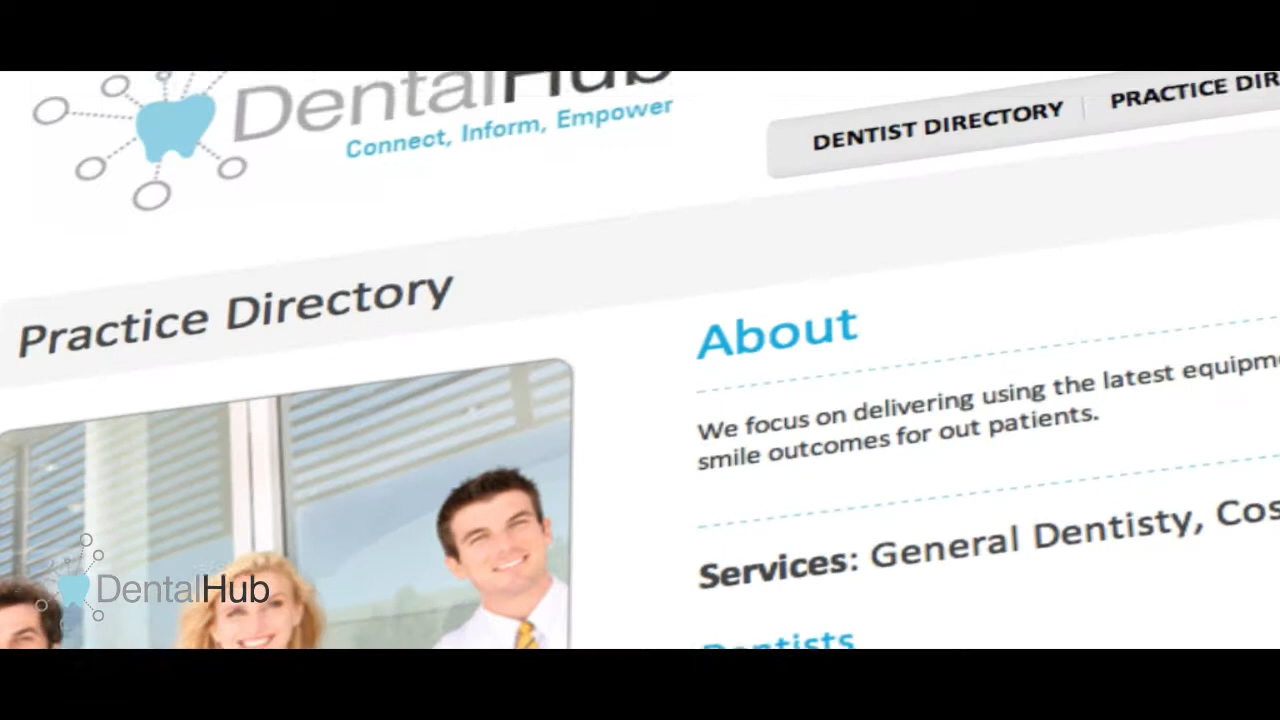 DentalHub
Connect, Inform, Empower
DENTIST DIRECTORY
PRACTICE DIR
Practice Directory
About
We focus on delivering using the latest equipme
smile outcomes for out patients.
Services: General Dentisty, Cos
Dentists
DentalHub